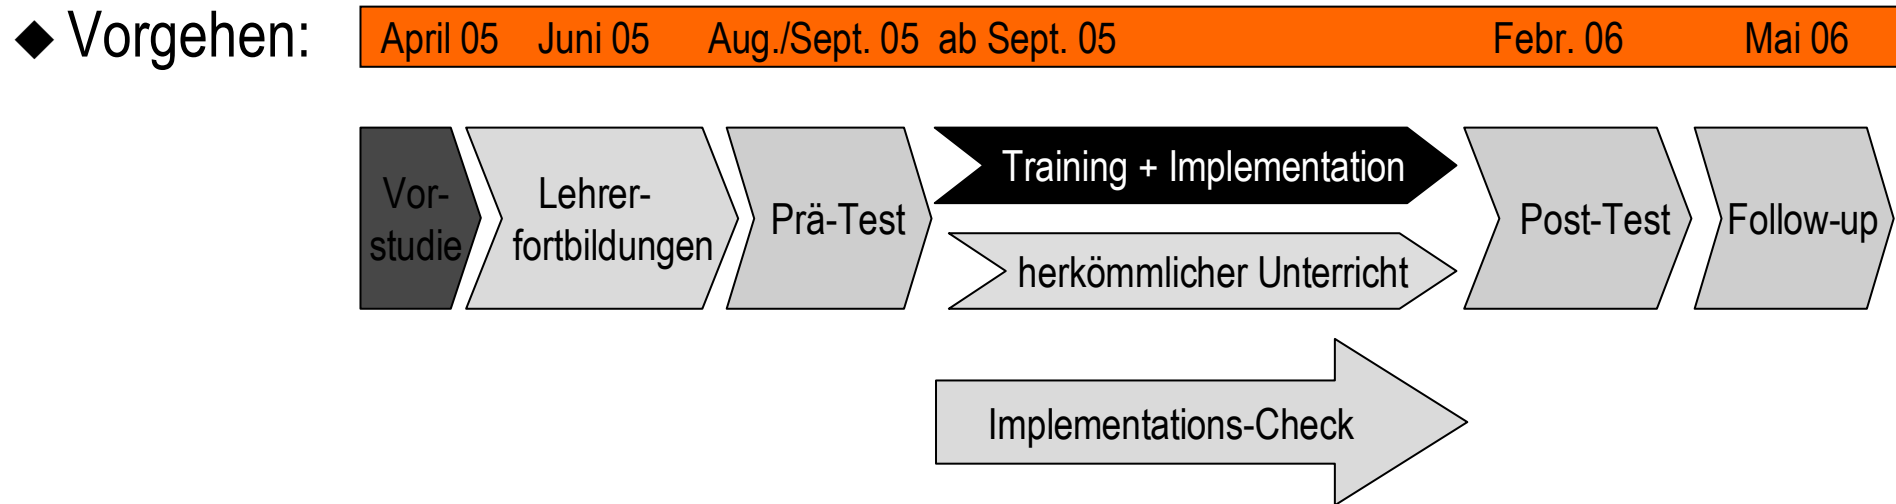 ◆ Vorgehen:
April 05 Juni 05 Aug./Sept. 05 ab Sept. 05 Febr. 06 Mai 06
Vor-
studie
Lehrer-
fortbildungen
Prä-Test
Training + Implementation
herkömmlicher Unterricht
Post-Test
Follow-up
Implementations-Check